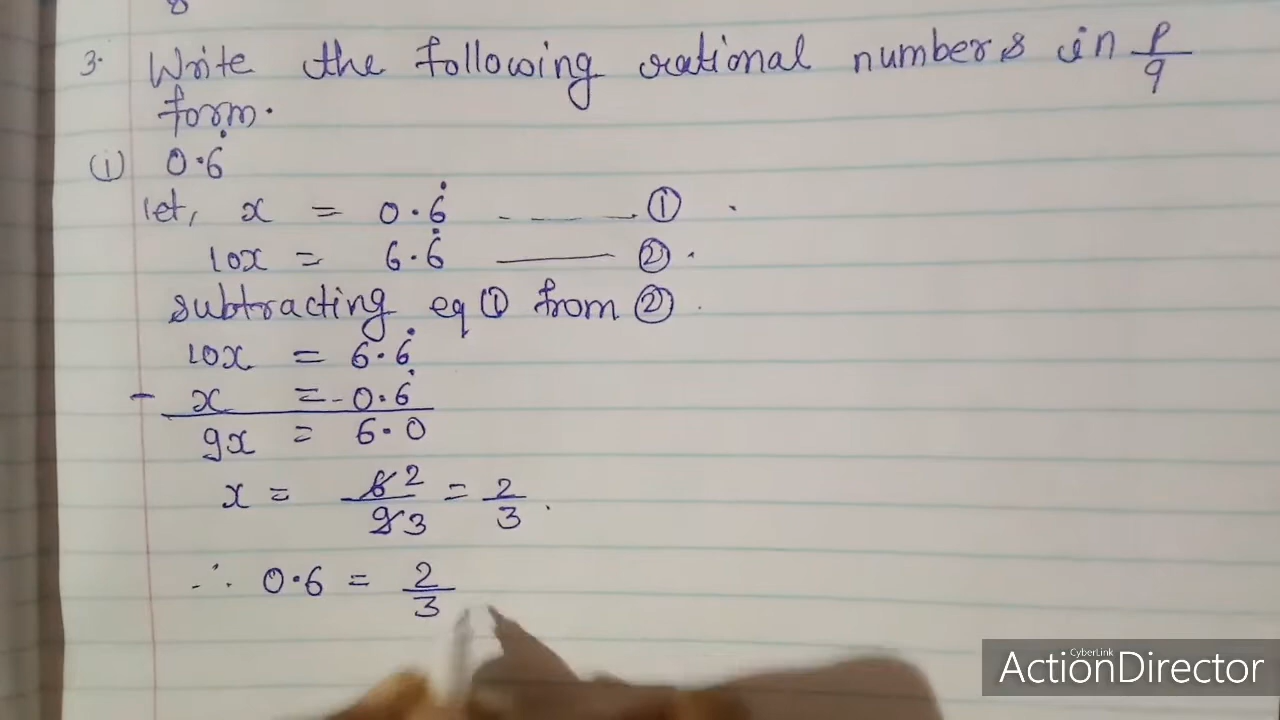 8
3. Write the following rational numbers in p/q
form.
(i) 0.6̇
let, x = 0.6̇ - — — — ①
10x = 6.6̇ ——— ② .
subtracting eq ① from ② .
10x = 6.6̇
- x = - 0.6̇
9x = 6.0
x = 6 2 / 9 3 = 2/3 .
∴ 0.6 = 2/3
CyberLink
ActionDirector